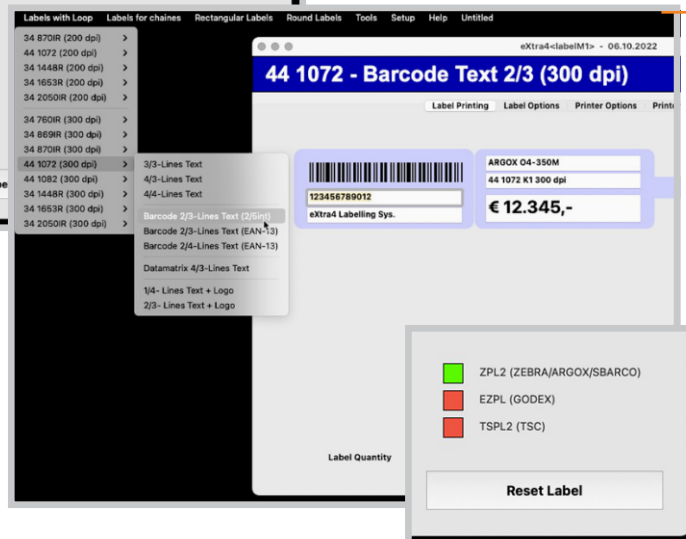 Labels with Loop Labels for chaines Rectangular Labels Round Labels Tools Setup Help Untitled
34 870IR (200 dpi) >
44 1072 (200 dpi) >
34 1448R (200 dpi) >
34 1653R (200 dpi) >
34 2050IR (200 dpi) >
34 760IR (300 dpi) >
34 869IR (300 dpi) >
34 870IR (300 dpi) >
44 1072 (300 dpi) >
44 1082 (300 dpi) >
34 1448R (300 dpi) >
34 1653R (300 dpi) >
34 2050IR (300 dpi) >
3/3-Lines Text
4/3-Lines Text
4/4-Lines Text
Barcode 2/3-Lines Text (2/5int)
Barcode 2/3-Lines Text (EAN-13)
Barcode 2/4-Lines Text (EAN-13)
Datamatrix 4/3-Lines Text
1/4- Lines Text + Logo
2/3- Lines Text + Logo
eXtra4<labelM1> - 06.10.2022
44 1072 - Barcode Text 2/3 (300 dpi)
Label Printing Label Options Printer Options
123456789012
eXtra4 Labelling Sys.
ARGOX O4-350M
44 1072 K1 300 dpi
€ 12.345,-
Label Quantity
ZPL2 (ZEBRA/ARGOX/SBARCO)
EZPL (GODEX)
TSPL2 (TSC)
Reset Label